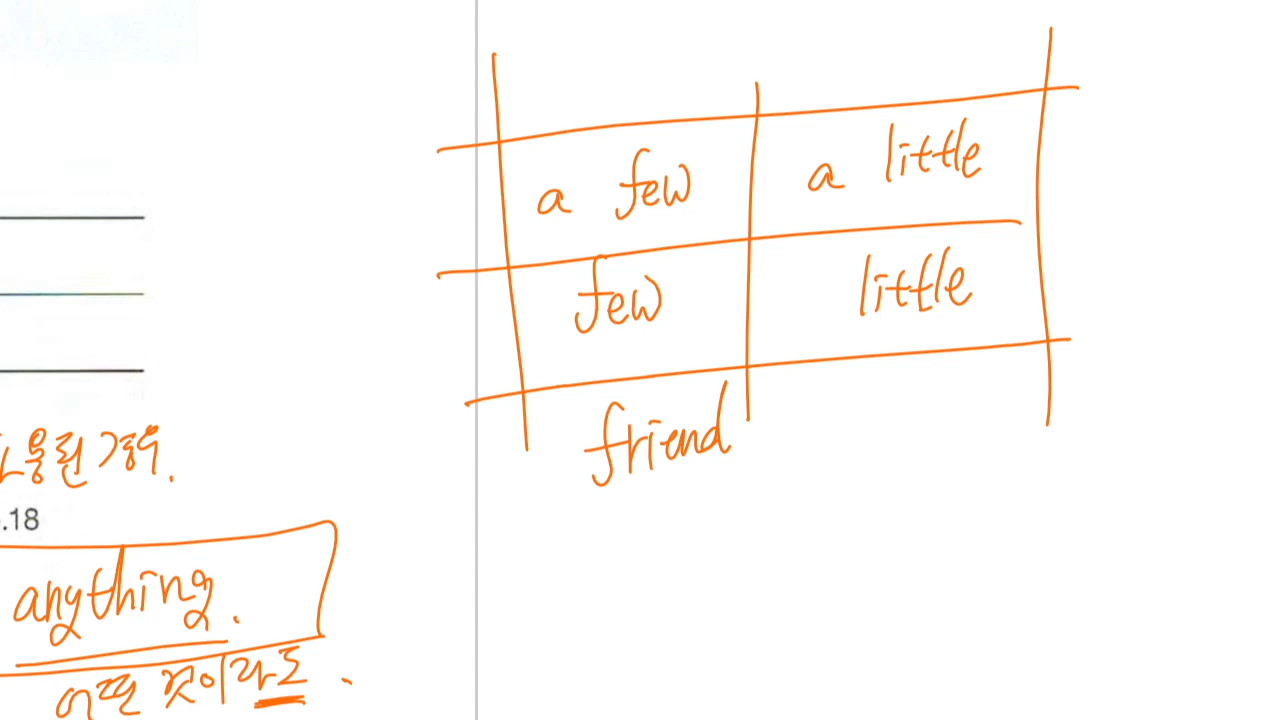 a few a little
few little
friend
.18
anything.
어떤 것이라도.